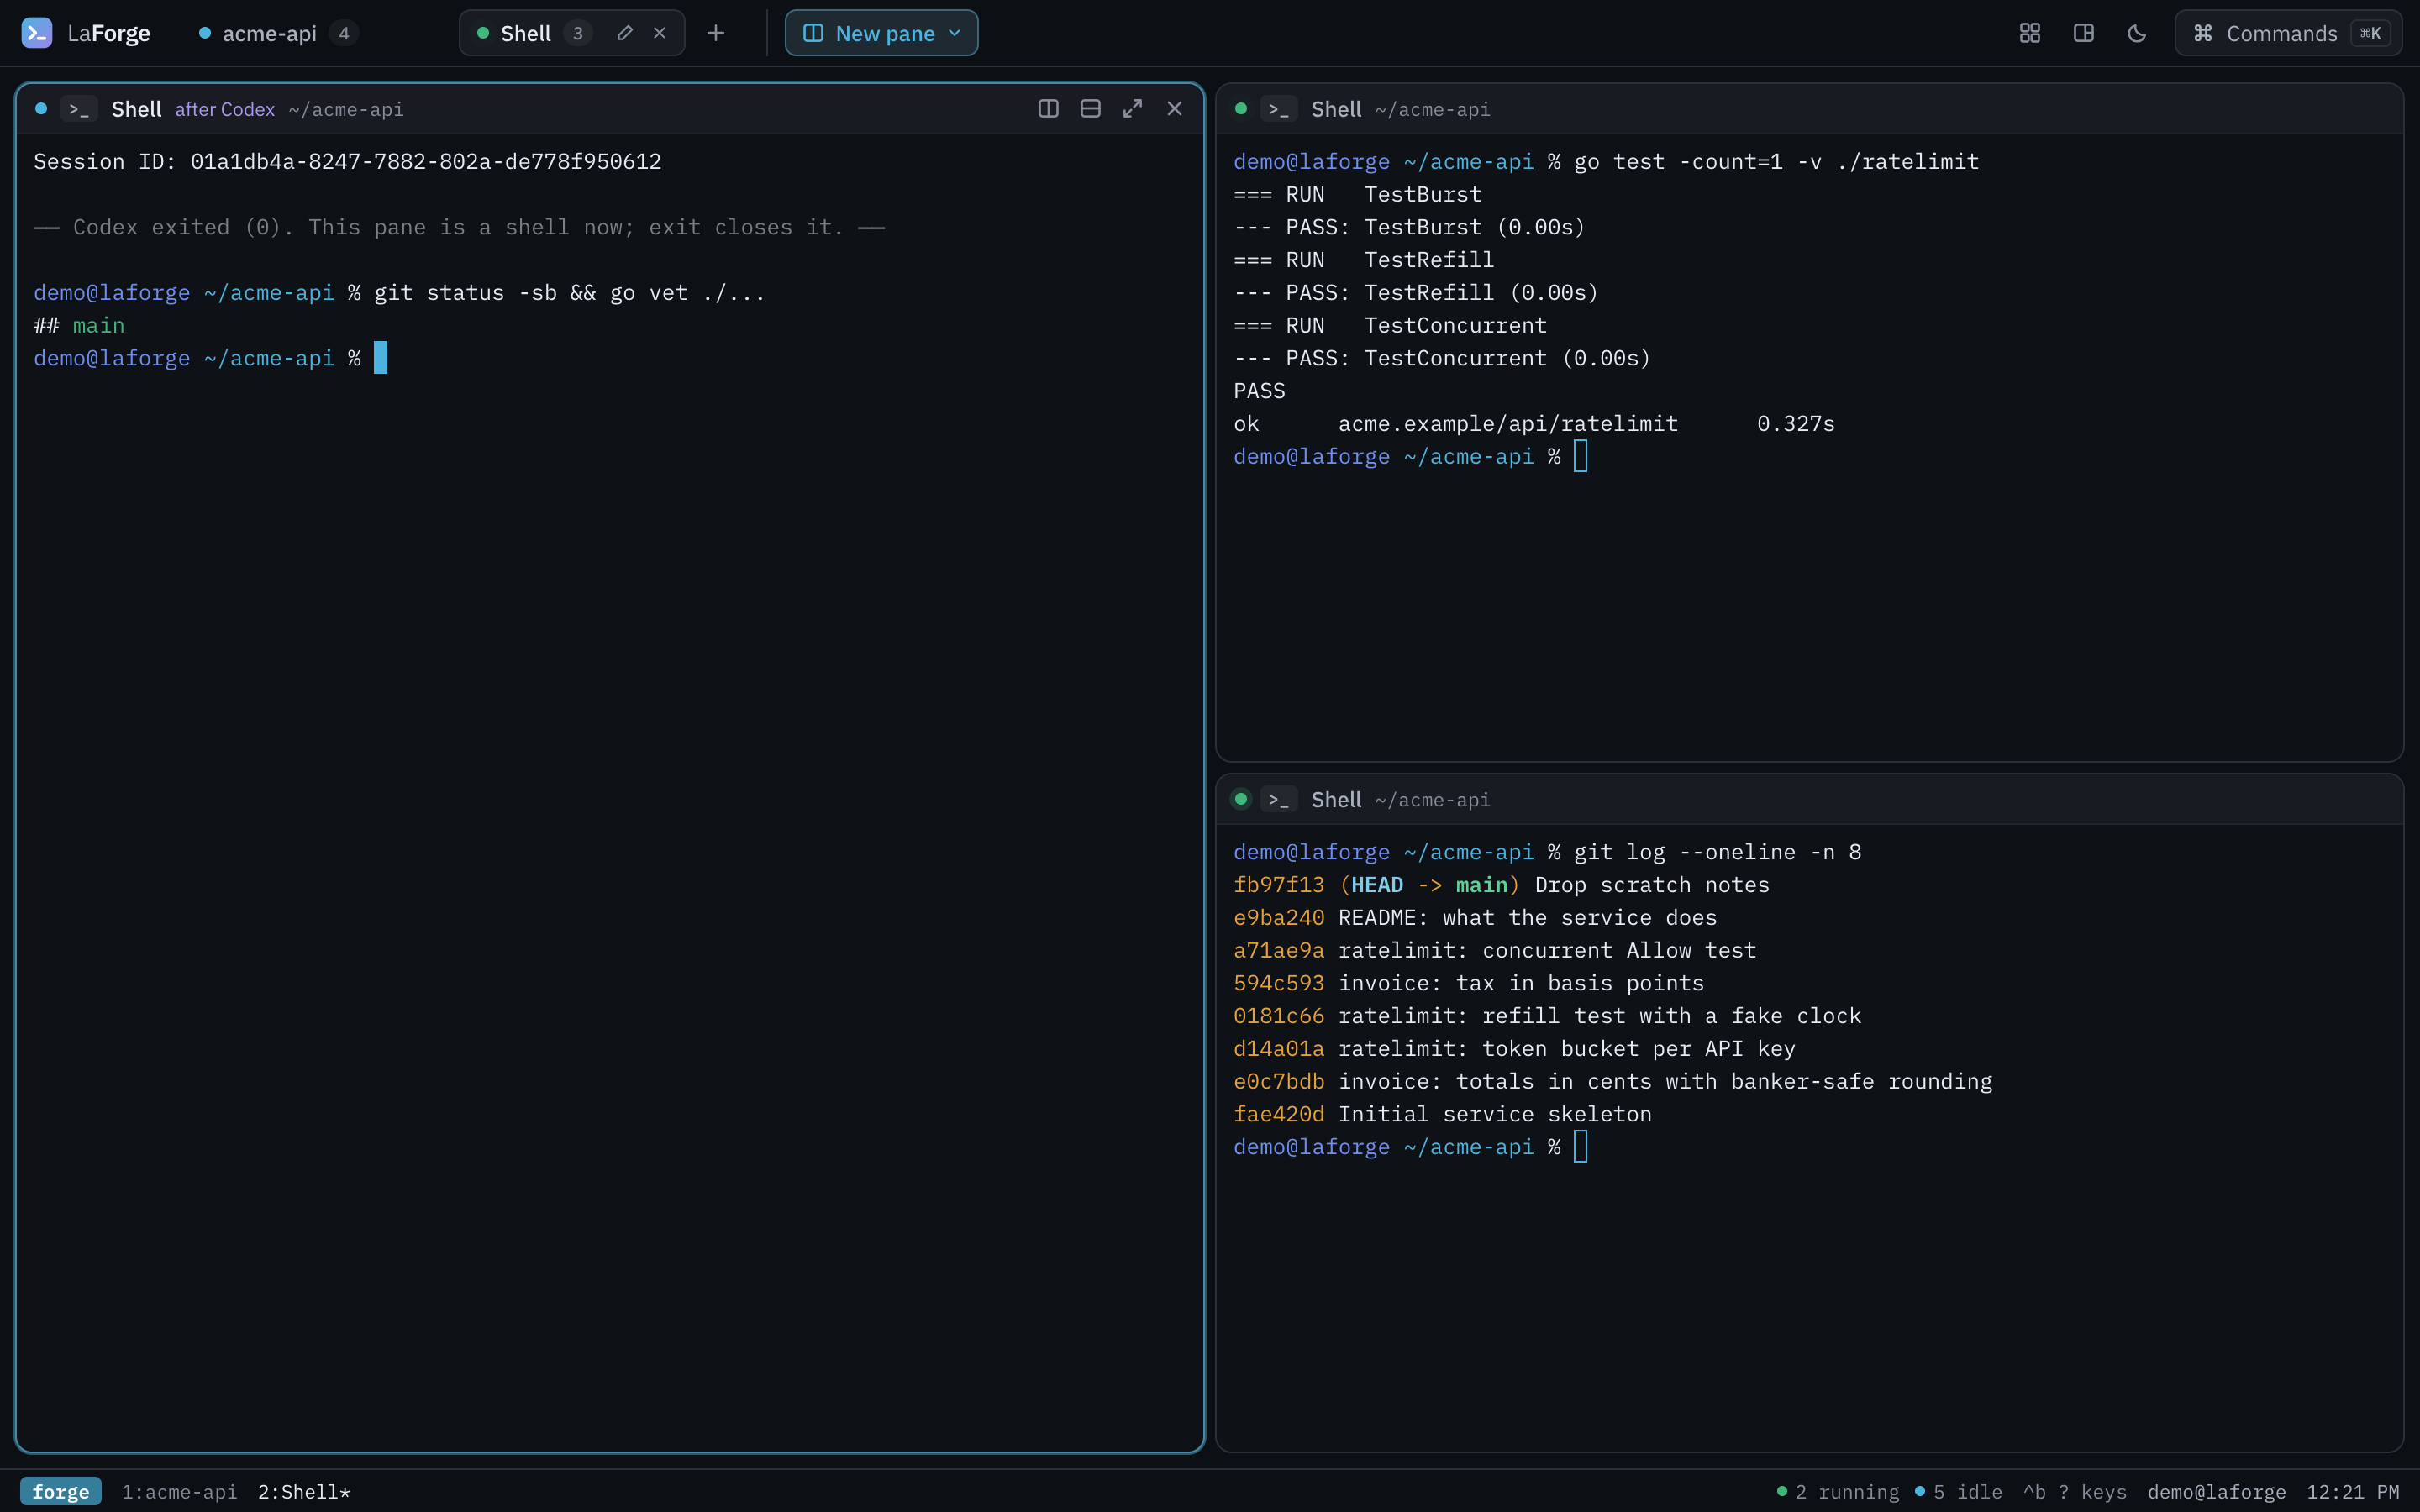 LaForge acme-api 4 Shell 3 New pane Commands ⌘K
>_ Shell after Codex ~/acme-api
Session ID: 01a1db4a-8247-7882-802a-de778f950612
—— Codex exited (0). This pane is a shell now; exit closes it. ——
demo@laforge ~/acme-api % git status -sb && go vet ./...
## main
demo@laforge ~/acme-api %
>_ Shell ~/acme-api
demo@laforge ~/acme-api % go test -count=1 -v ./ratelimit
=== RUN   TestBurst
--- PASS: TestBurst (0.00s)
=== RUN   TestRefill
--- PASS: TestRefill (0.00s)
=== RUN   TestConcurrent
--- PASS: TestConcurrent (0.00s)
PASS
ok      acme.example/api/ratelimit      0.327s
demo@laforge ~/acme-api %
>_ Shell ~/acme-api
demo@laforge ~/acme-api % git log --oneline -n 8
fb97f13 (HEAD -> main) Drop scratch notes
e9ba240 README: what the service does
a71ae9a ratelimit: concurrent Allow test
594c593 invoice: tax in basis points
0181c66 ratelimit: refill test with a fake clock
d14a01a ratelimit: token bucket per API key
e0c7bdb invoice: totals in cents with banker-safe rounding
fae420d Initial service skeleton
demo@laforge ~/acme-api %
forge 1:acme-api 2:Shell* 2 running 5 idle ^b ? keys demo@laforge 12:21 PM